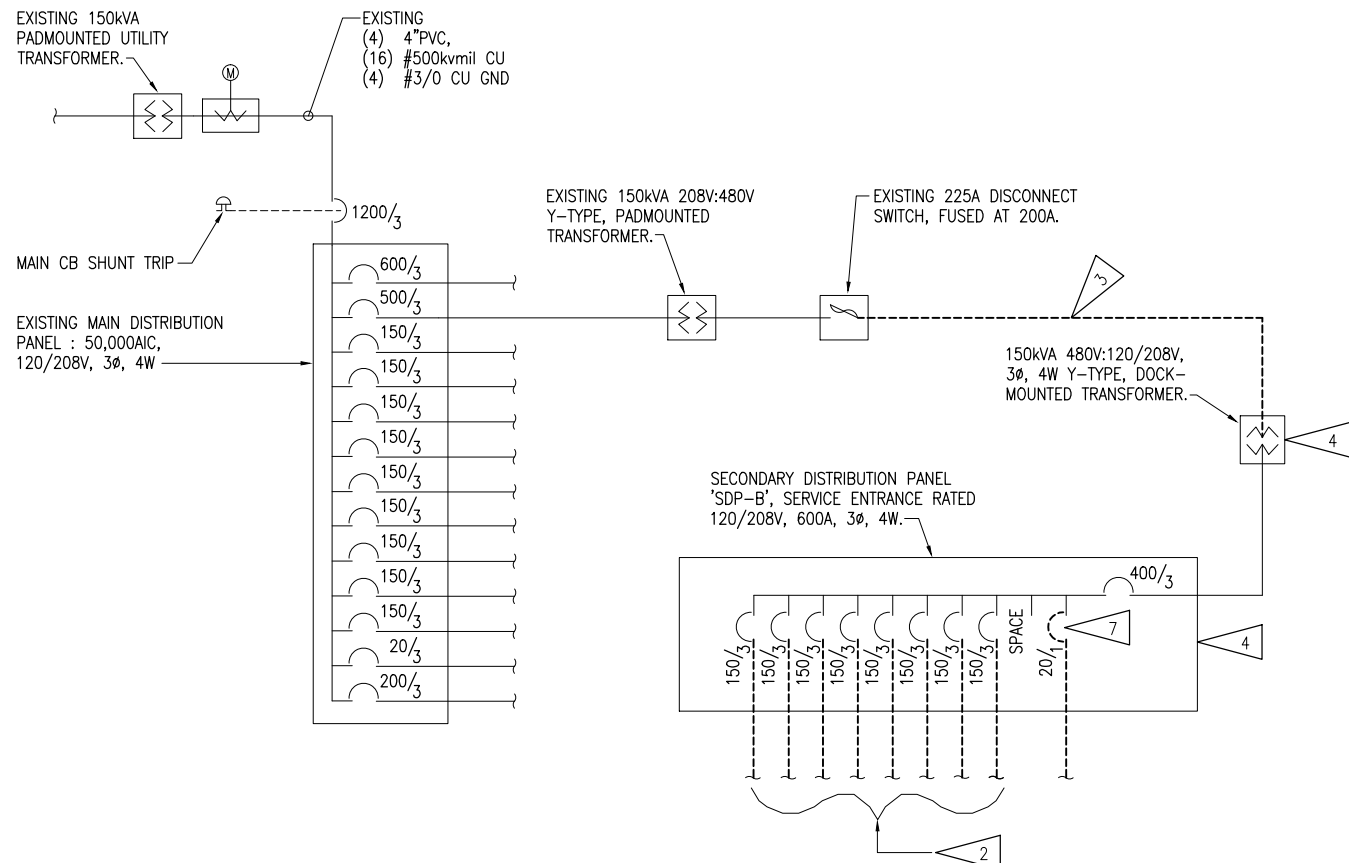 EXISTING 150kVA
PADMOUNTED UTILITY
TRANSFORMER.
M
EXISTING
(4) 4"PVC,
(16) #500kvmil CU
(4) #3/0 CU GND
1200/3
MAIN CB SHUNT TRIP
EXISTING MAIN DISTRIBUTION
PANEL : 50,000AIC,
120/208V, 3ø, 4W
600/3
500/3
150/3
150/3
150/3
150/3
150/3
150/3
150/3
150/3
150/3
20/3
200/3
EXISTING 150kVA 208V:480V
Y-TYPE, PADMOUNTED
TRANSFORMER.
EXISTING 225A DISCONNECT
SWITCH, FUSED AT 200A.
3
150kVA 480V:120/208V,
3ø, 4W Y-TYPE, DOCK-
MOUNTED TRANSFORMER.
4
SECONDARY DISTRIBUTION PANEL
'SDP-B', SERVICE ENTRANCE RATED
120/208V, 600A, 3ø, 4W.
400/3
150/3
150/3
150/3
150/3
150/3
150/3
150/3
150/3
SPACE
20/1
7
4
2